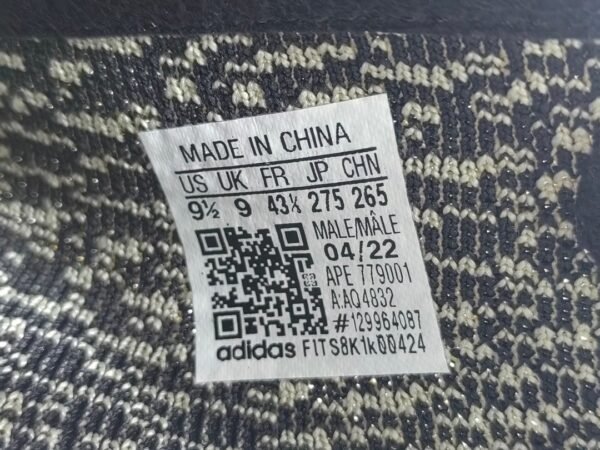 MADE IN CHINA
US UK FR JP CHN
9½ 9 43⅓ 275 265
MALE/MÂLE
04/22
APE 779001
A:AQ4832
#129964087
adidas FITS8K1k00424